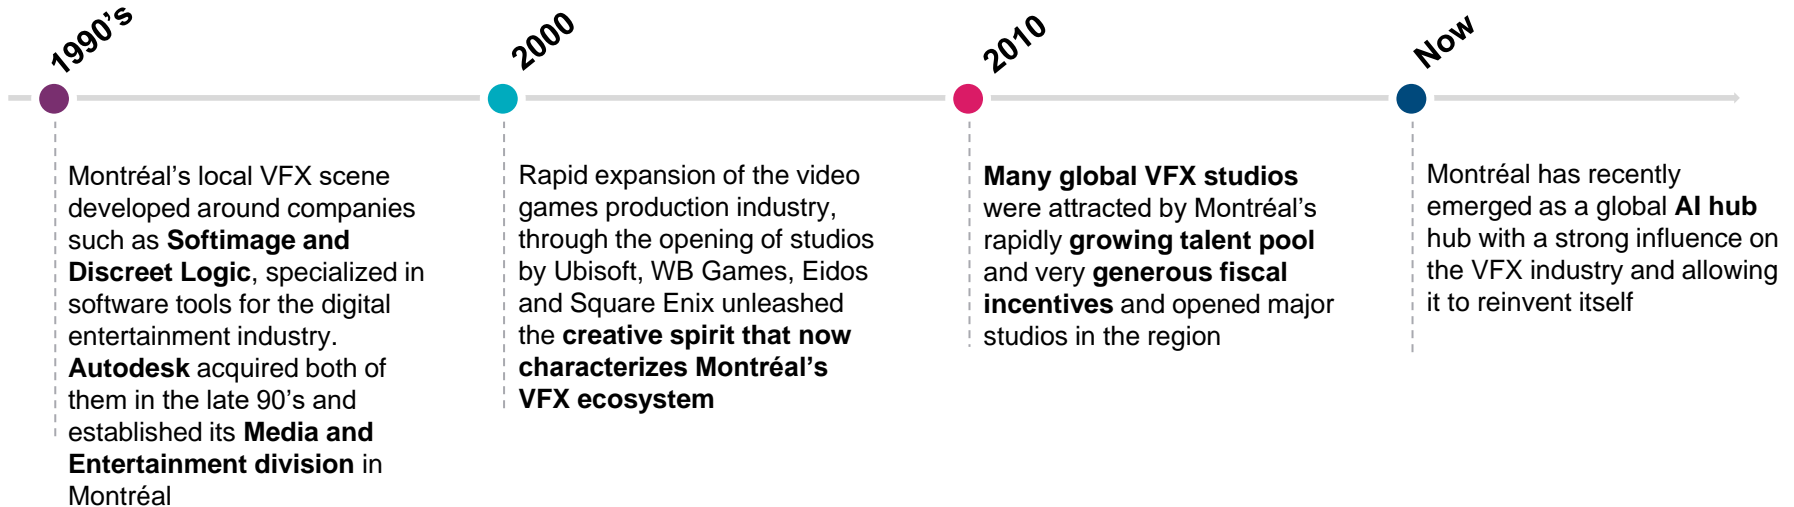 1990’s
Montréal’s local VFX scene
developed around companies
such as Softimage and
Discreet Logic, specialized in
software tools for the digital
entertainment industry.
Autodesk acquired both of
them in the late 90’s and
established its Media and
Entertainment division in
Montréal
2000
Rapid expansion of the video
games production industry,
through the opening of studios
by Ubisoft, WB Games, Eidos
and Square Enix unleashed
the creative spirit that now
characterizes Montréal’s
VFX ecosystem
2010
Many global VFX studios
were attracted by Montréal’s
rapidly growing talent pool
and very generous fiscal
incentives and opened major
studios in the region
Now
Montréal has recently
emerged as a global AI hub
hub with a strong influence on
the VFX industry and allowing
it to reinvent itself